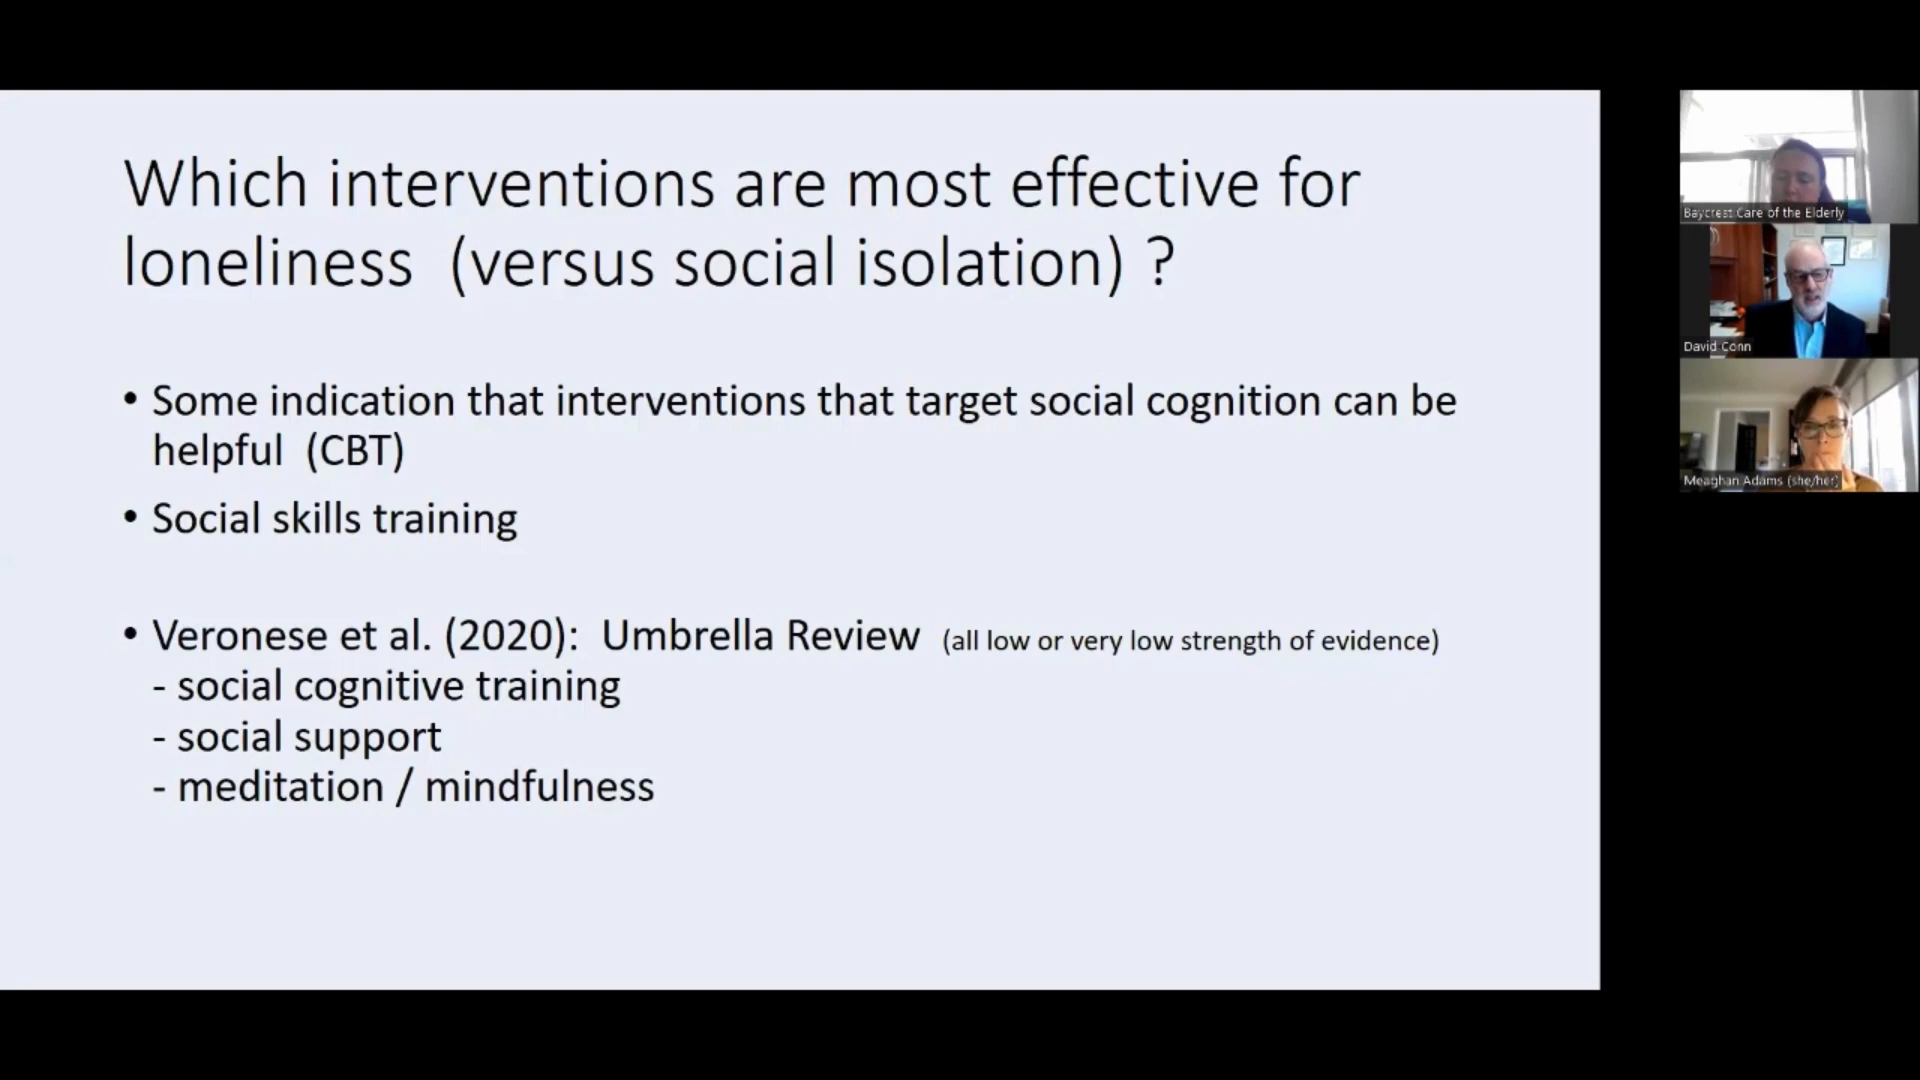 Which interventions are most effective for
loneliness (versus social isolation) ?
• Some indication that interventions that target social cognition can be
helpful (CBT)
• Social skills training
• Veronese et al. (2020): Umbrella Review (all low or very low strength of evidence)
- social cognitive training
- social support
- meditation / mindfulness
Baycrest Care of the Elderly
David Conn
Meaghan Adams (she/her)